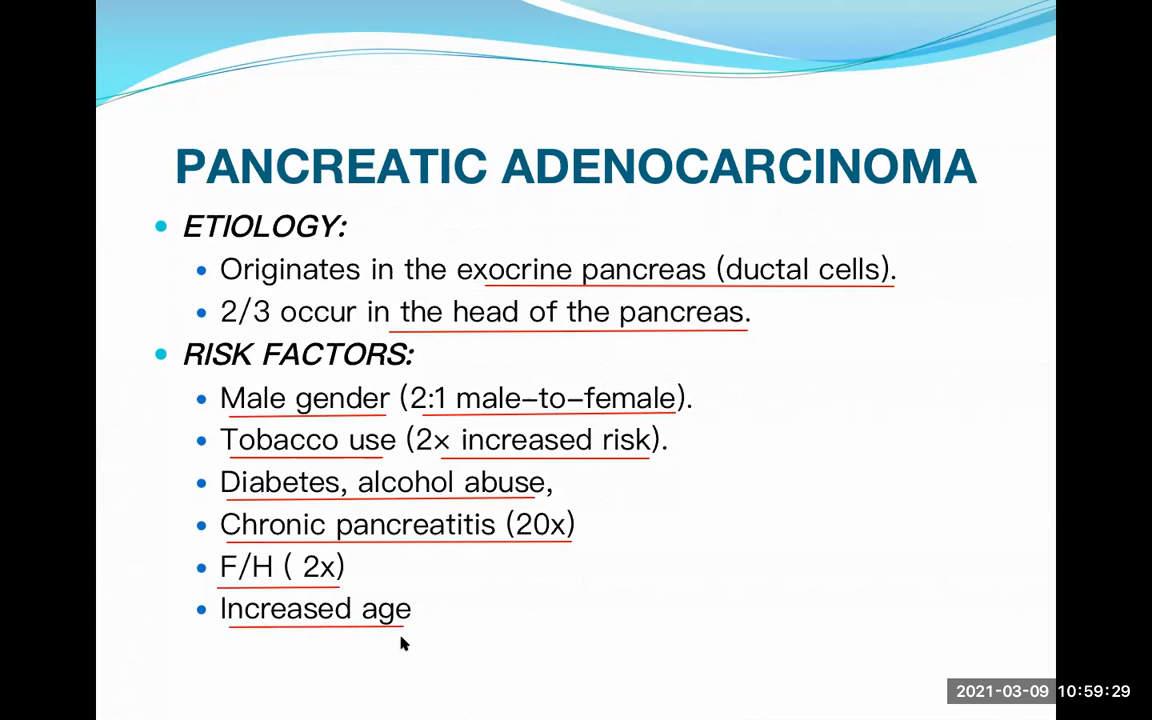 PANCREATIC ADENOCARCINOMA
• ETIOLOGY:
• Originates in the exocrine pancreas (ductal cells).
• 2/3 occur in the head of the pancreas.
• RISK FACTORS:
• Male gender (2:1 male–to–female).
• Tobacco use (2× increased risk).
• Diabetes, alcohol abuse,
• Chronic pancreatitis (20x)
• F/H ( 2x)
• Increased age
2021-03-09 10:59:29